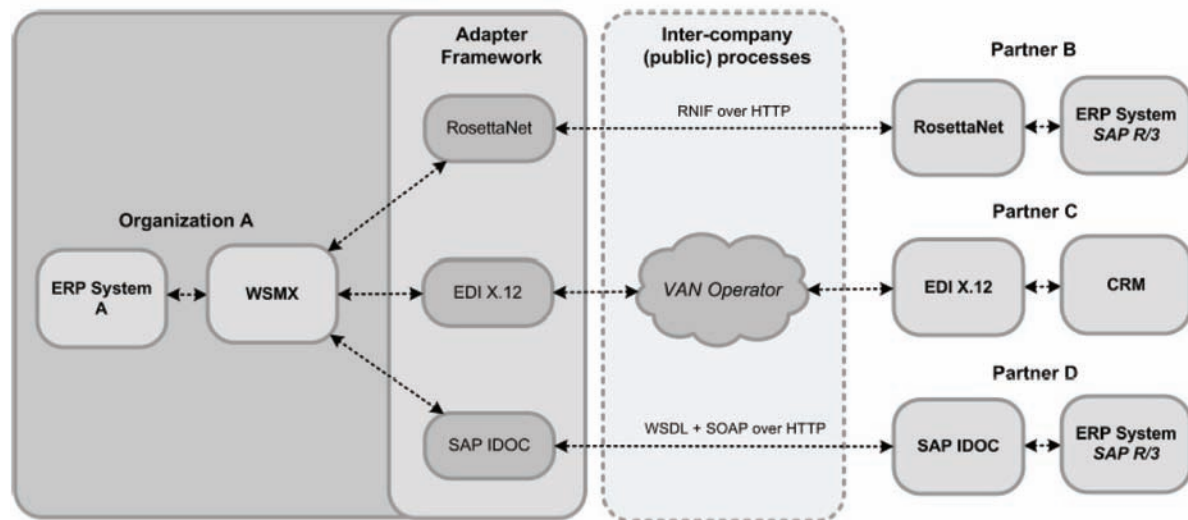 Adapter
Framework
Inter-company
(public) processes
Partner B
RosettaNet
RNIF over HTTP
RosettaNet
ERP System
SAP R/3
Organization A
Partner C
ERP System
A
WSMX
EDI X.12
VAN Operator
EDI X.12
CRM
Partner D
SAP IDOC
WSDL + SOAP over HTTP
SAP IDOC
ERP System
SAP R/3